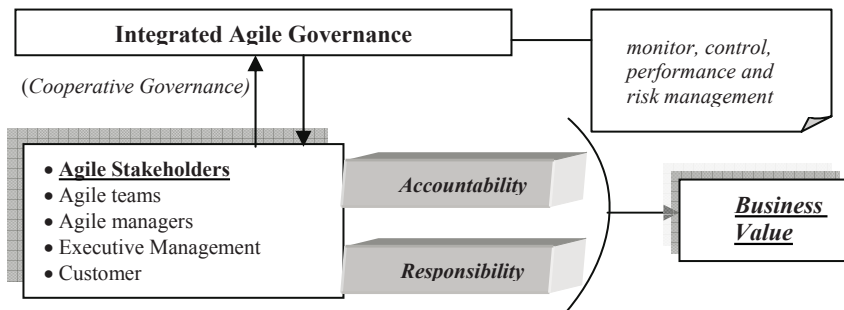 Integrated Agile Governance
monitor, control,
performance and
risk management
(Cooperative Governance)
• Agile Stakeholders
• Agile teams
• Agile managers
• Executive Management
• Customer
Accountability
Responsibility
Business
Value